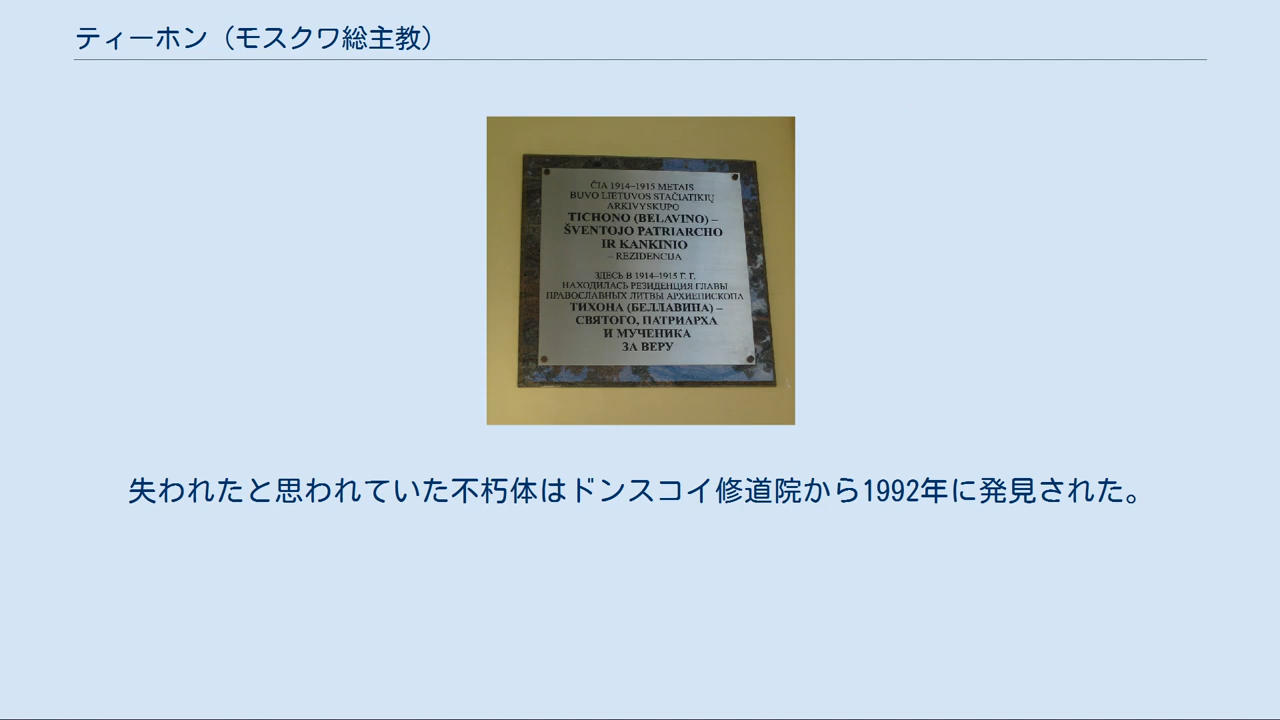 ティーホン（モスクワ総主教）
ČIA 1914–1915 METAIS
BUVO LIETUVOS STAČIATIKIŲ
ARKIVYSKUPO
TICHONO (BELAVINO) –
ŠVENTOJO PATRIARCHO
IR KANKINIO
– REZIDENCIJA
ЗДЕСЬ В 1914–1915 Г. Г.
НАХОДИЛАСЬ РЕЗИДЕНЦИЯ ГЛАВЫ
ПРАВОСЛАВНЫХ ЛИТВЫ АРХИЕПИСКОПА
ТИХОНА (БЕЛЛАВИНА) –
СВЯТОГО, ПАТРИАРХА
И МУЧЕНИКА
ЗА ВЕРУ
失われたと思われていた不朽体はドンスコイ修道院から1992年に発見された。